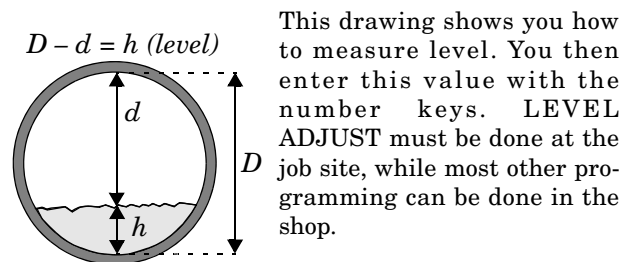 D – d = h (level)
d
D
h
This drawing shows you how
to measure level. You then
enter this value with the
number keys. LEVEL
ADJUST must be done at the
job site, while most other pro-
gramming can be done in the
shop.